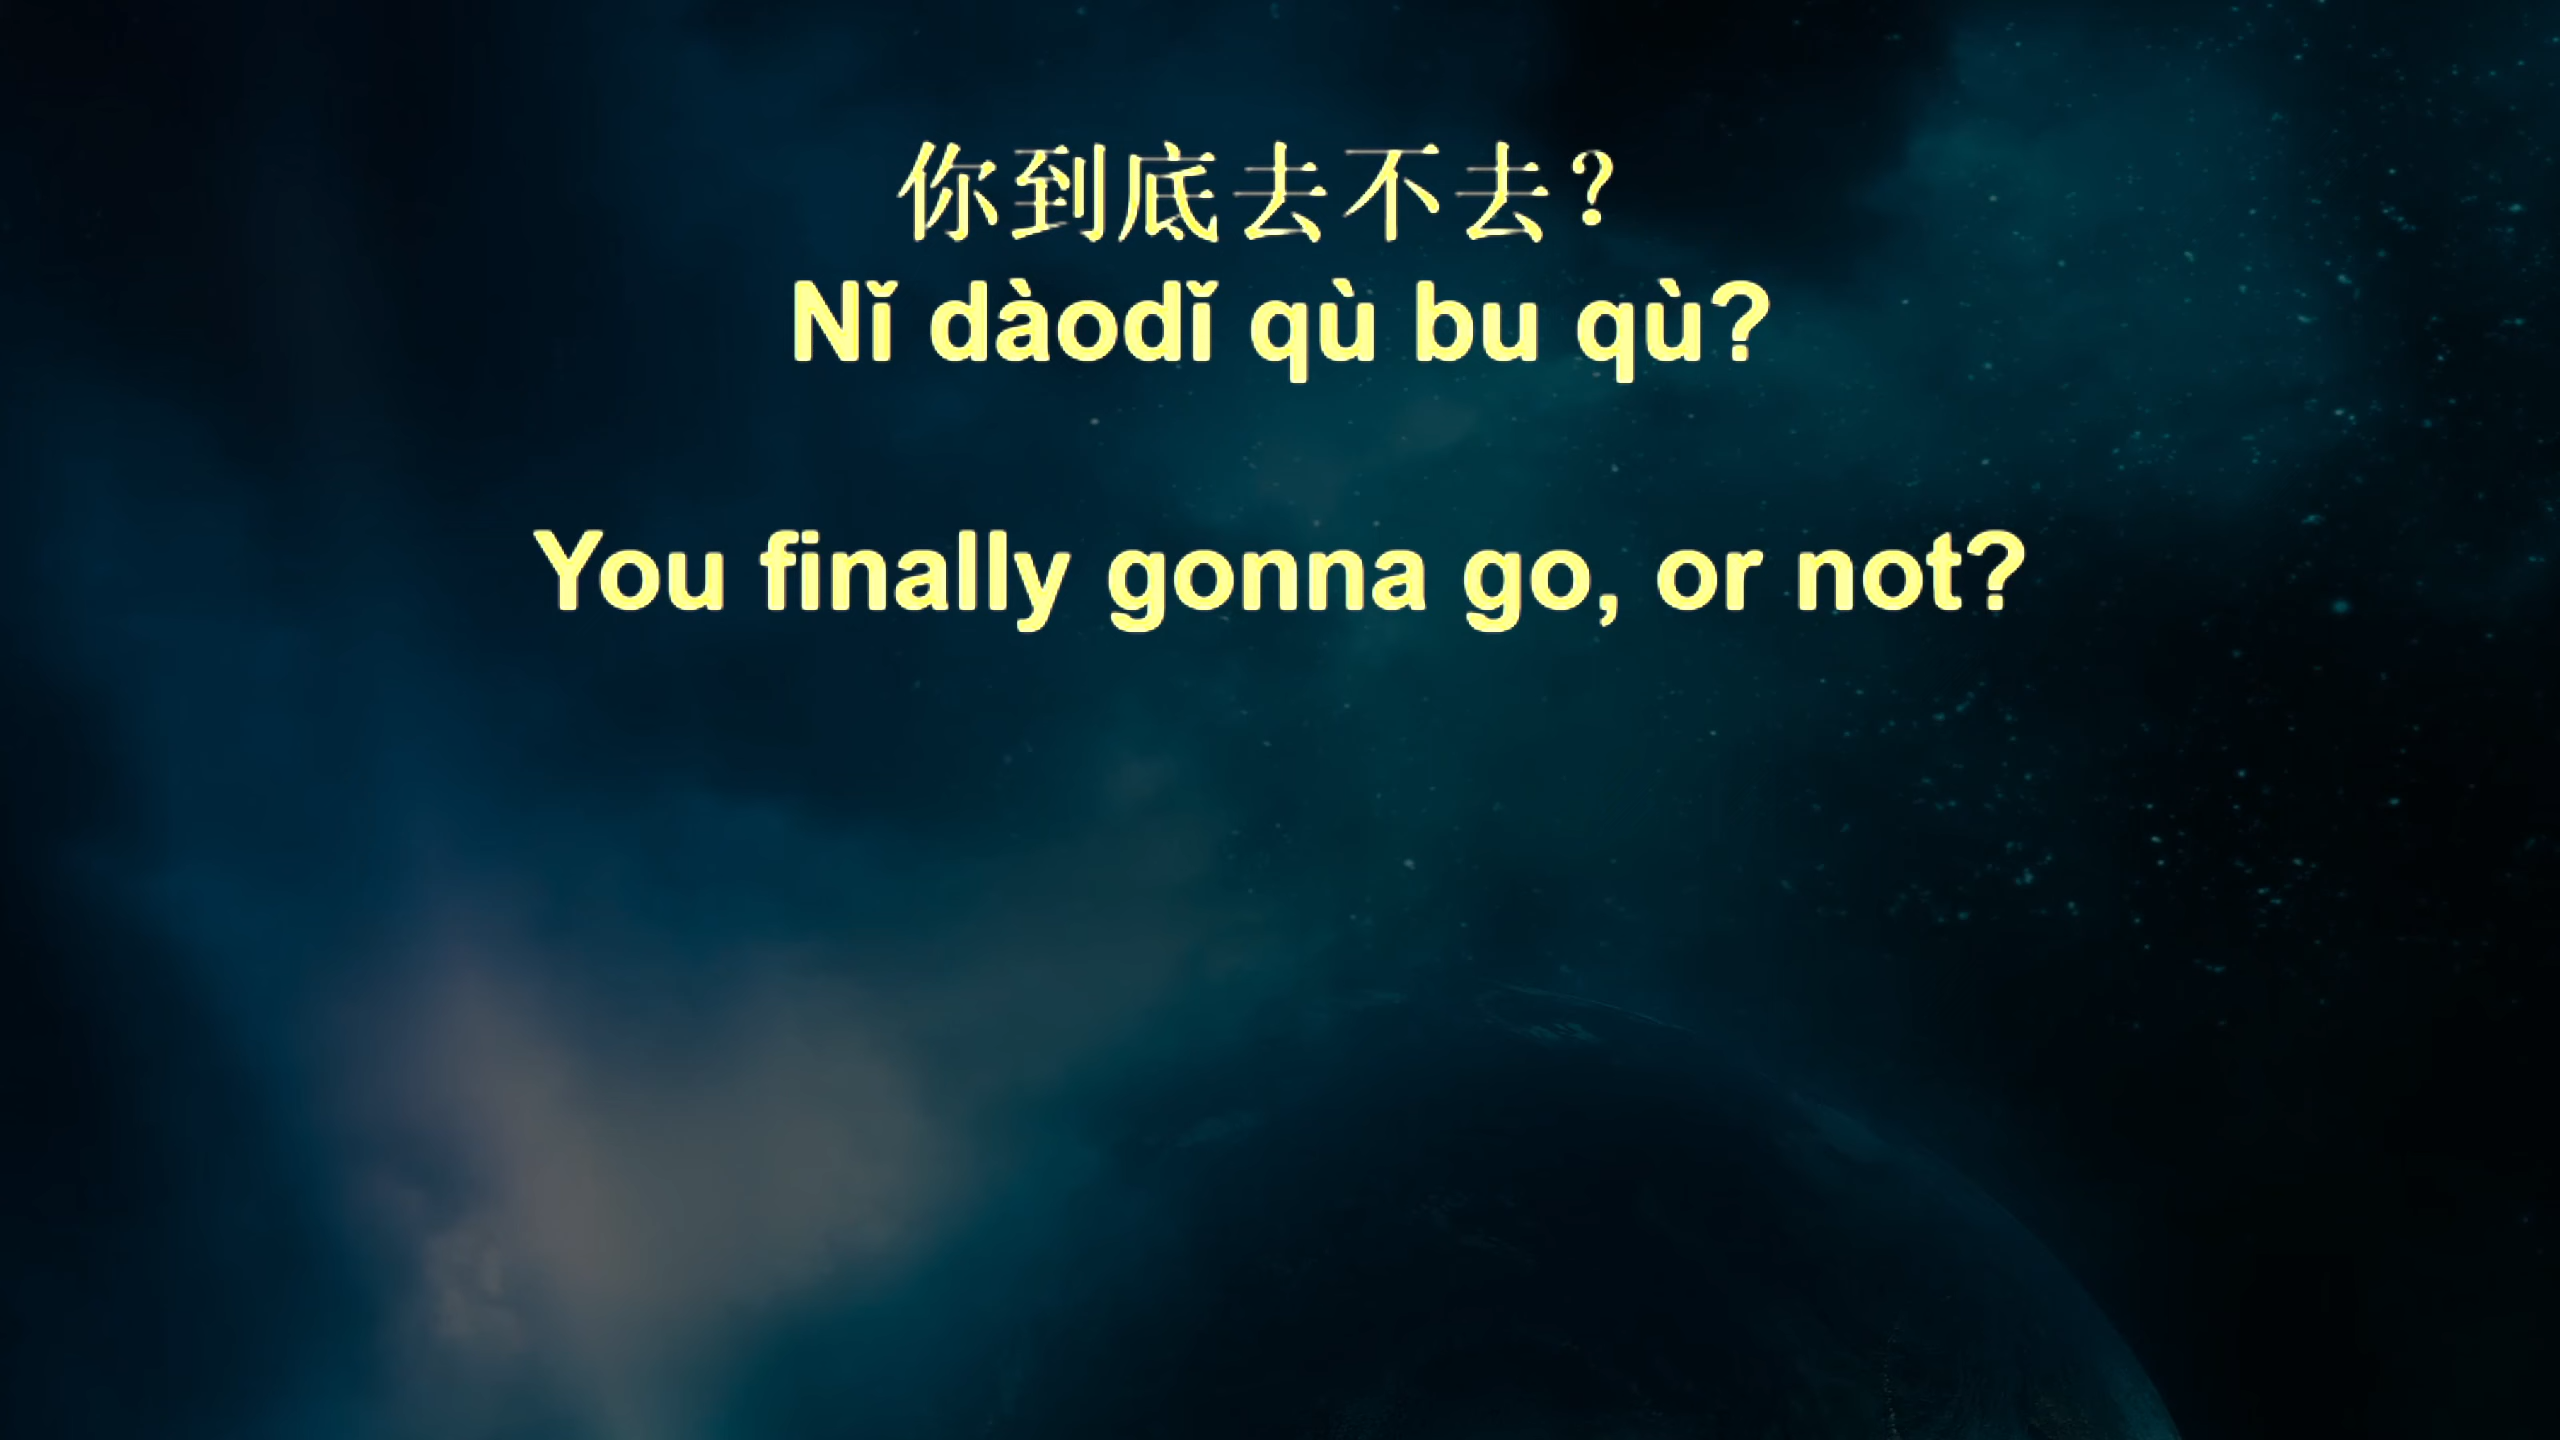 你到底去不去？
Nǐ dàodǐ qù bu qù?
You finally gonna go, or not?